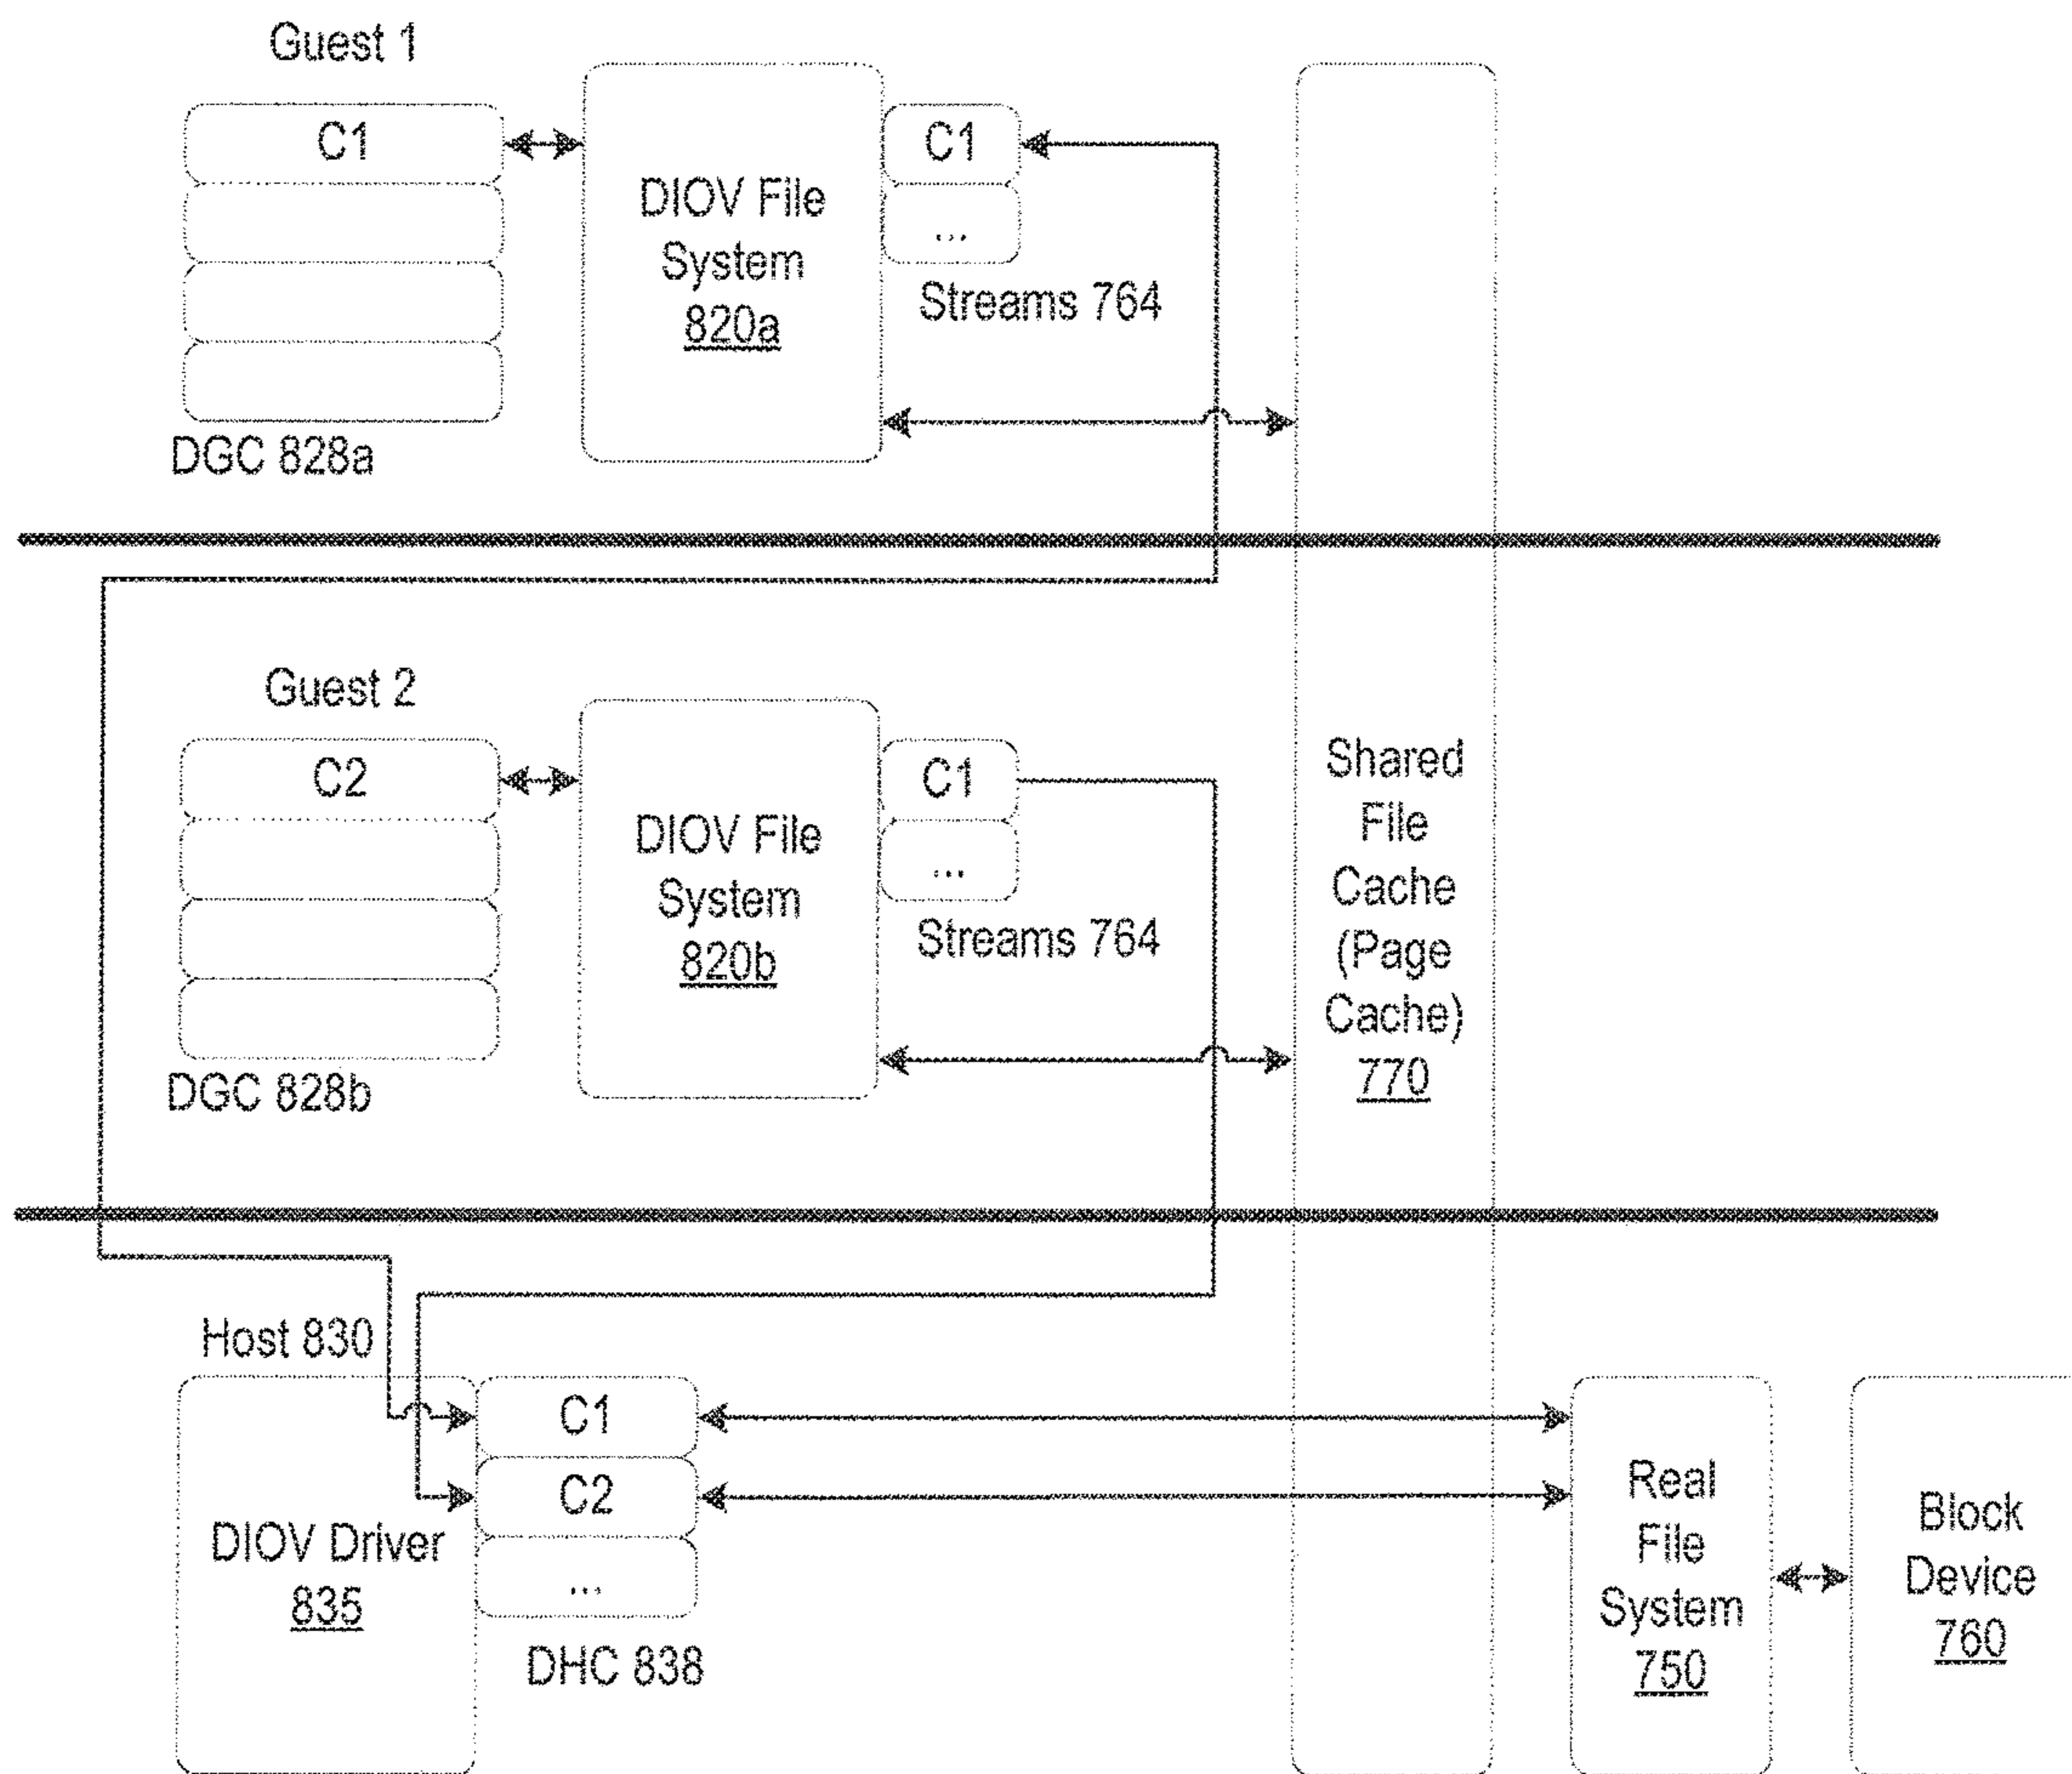 Guest 1
C1
DIOV File
System
820a
C1
...
Streams 764
DGC 828a
Guest 2
C2
DIOV File
System
820b
C1
...
Streams 764
DGC 828b
Shared
File
Cache
(Page
Cache)
770
Host 830
DIOV Driver
835
C1
C2
...
DHC 838
Real
File
System
750
Block
Device
760